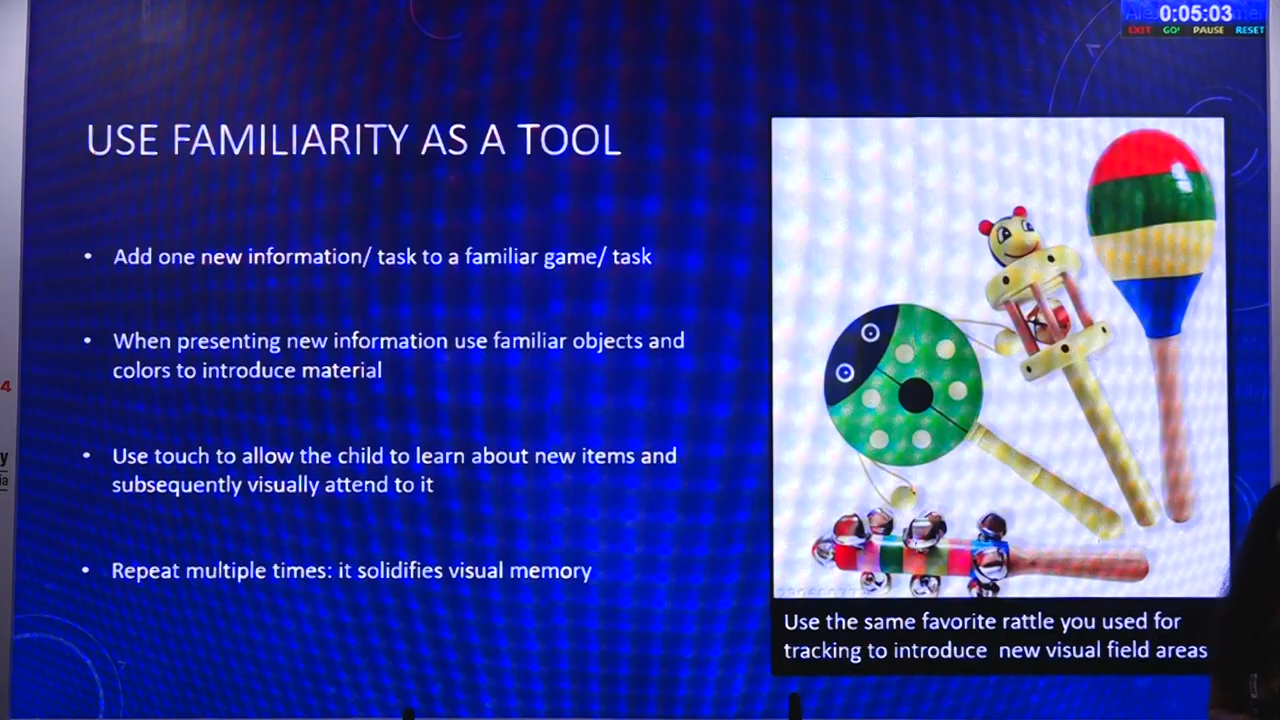 0:05:03
EXIT GO! PAUSE RESET
USE FAMILIARITY AS A TOOL
• Add one new information/ task to a familiar game/ task
• When presenting new information use familiar objects and
colors to introduce material
• Use touch to allow the child to learn about new items and
subsequently visually attend to it
• Repeat multiple times: it solidifies visual memory
Use the same favorite rattle you used for
tracking to introduce new visual field areas
4
y
ia